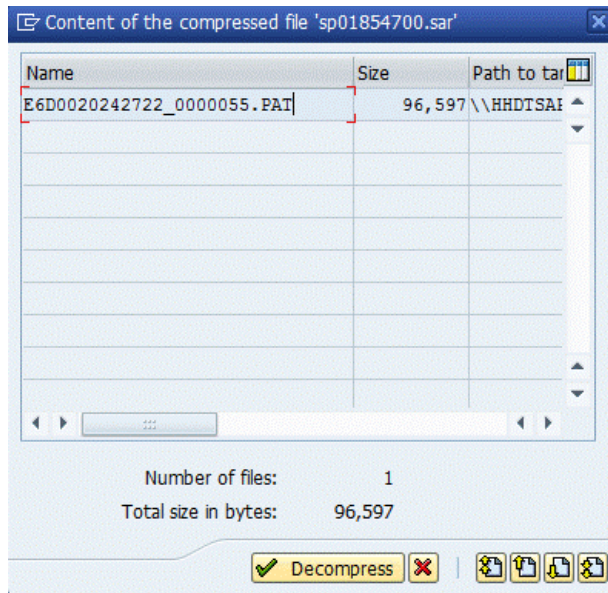 Content of the compressed file 'sp01854700.sar'
Name Size Path to tar
E6D0020242722_0000055.PAT 96,597 \\HHDTSAP
Number of files: 1
Total size in bytes: 96,597
Decompress